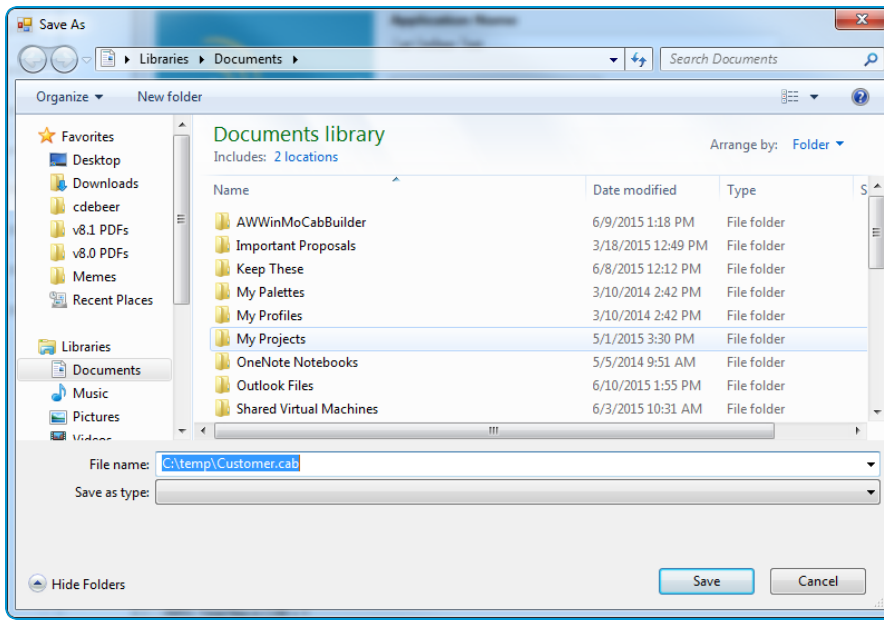 Save As
Libraries Documents
Search Documents
Organize New folder
Favorites
Desktop
Downloads
cdebeer
v8.1 PDFs
v8.0 PDFs
Memes
Recent Places
Libraries
Documents
Music
Pictures
Videos
Documents library
Includes: 2 locations
Arrange by: Folder
Name Date modified Type S
AWWinMoCabBuilder 6/9/2015 1:18 PM File folder
Important Proposals 3/18/2015 12:49 PM File folder
Keep These 6/8/2015 12:12 PM File folder
My Palettes 3/10/2014 2:42 PM File folder
My Profiles 3/10/2014 2:42 PM File folder
My Projects 5/1/2015 3:30 PM File folder
OneNote Notebooks 5/5/2014 9:51 AM File folder
Outlook Files 6/10/2015 1:55 PM File folder
Shared Virtual Machines 6/3/2015 10:31 AM File folder
File name: C:\temp\Customer.cab
Save as type:
Hide Folders
Save Cancel